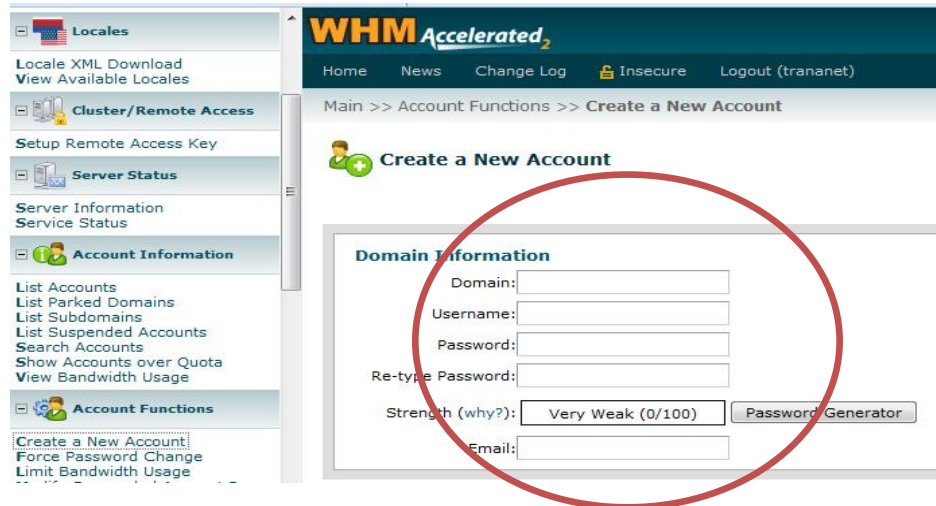 Locales
Locale XML Download
View Available Locales
Cluster/Remote Access
Setup Remote Access Key
Server Status
Server Information
Service Status
Account Information
List Accounts
List Parked Domains
List Subdomains
List Suspended Accounts
Search Accounts
Show Accounts over Quota
View Bandwidth Usage
Account Functions
Create a New Account
Force Password Change
Limit Bandwidth Usage
WHM Accelerated2
Home News Change Log Insecure Logout (trananet)
Main >> Account Functions >> Create a New Account
Create a New Account
Domain Information
Domain:
Username:
Password:
Re-type Password:
Strength (why?): Very Weak (0/100) Password Generator
Email: